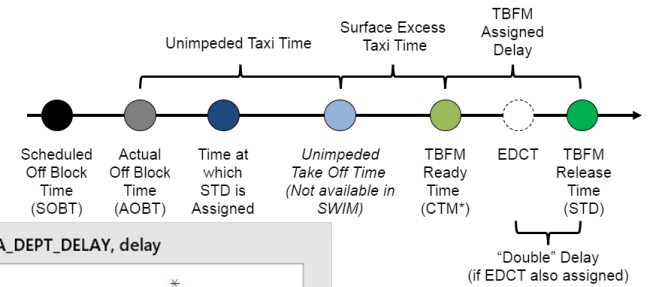 Unimpeded Taxi Time
Surface Excess
Taxi Time
TBFM
Assigned
Delay
Scheduled
Off Block
Time
(SOBT)
Actual
Off Block
Time
(AOBT)
Time at
which
STD is
Assigned
Unimpeded
Take Off Time
(Not available in
SWIM)
TBFM
Ready
Time
(CTM*)
EDCT
TBFM
Release
Time
(STD)
"Double" Delay
(if EDCT also assigned)
A_DEPT_DELAY, delay
*